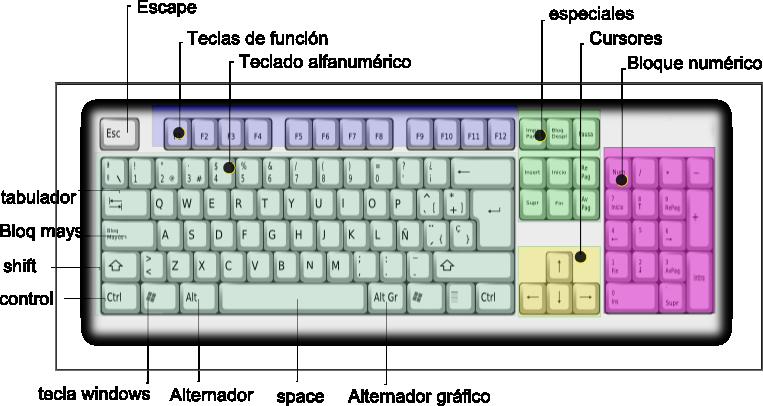 Escape
especiales
Teclas de función
Cursores
Teclado alfanumérico
Bloque numérico
Esc F2 F3 F4 F5 F6 F7 F8 F9 F10 F11 F12 Bloq Despl Pausa
! 1 " 2 @ · 3 # $ 4 % 5 & 6 / 7 ( 8 ) 9 = 0 ? ' ← Insert Inicio Re Pag Num / * -
tabulador Q W E R T Y U I O P ^ [ * + ] Supr Fin Av Pag 7 Inicio 8 ↑ 9 RePag +
Bloq mays Bloq Mayús A S D F G H J K L Ñ Ç 4 ← 5 6 →
shift > < Z X C V B N M ; , : . - ↑ 1 Fin 2 ↓ 3 AvPag Intro
control Ctrl Alt Alt Gr Ctrl ← ↓ → 0 Ins . Supr
tecla windows
Alternador
space
Alternador gráfico